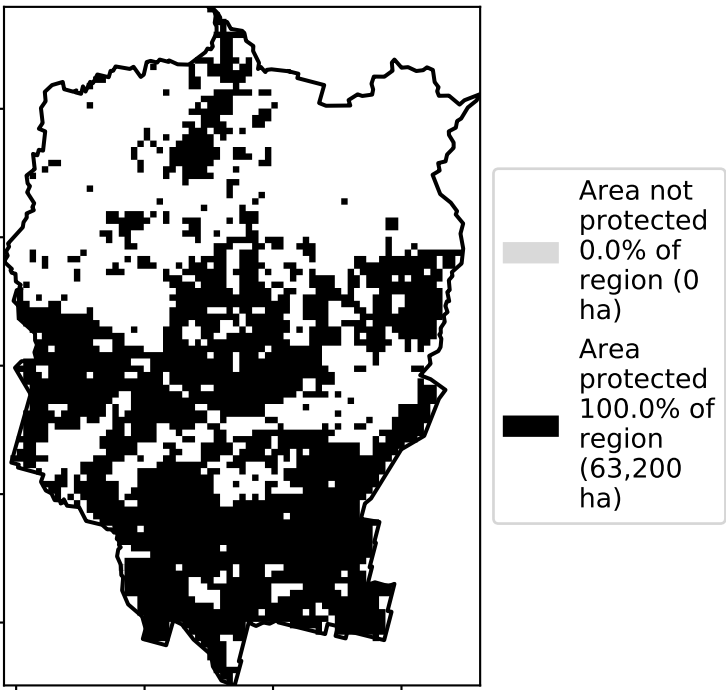 Area not
protected
0.0% of
region (0
ha)
Area
protected
100.0% of
region
(63,200
ha)